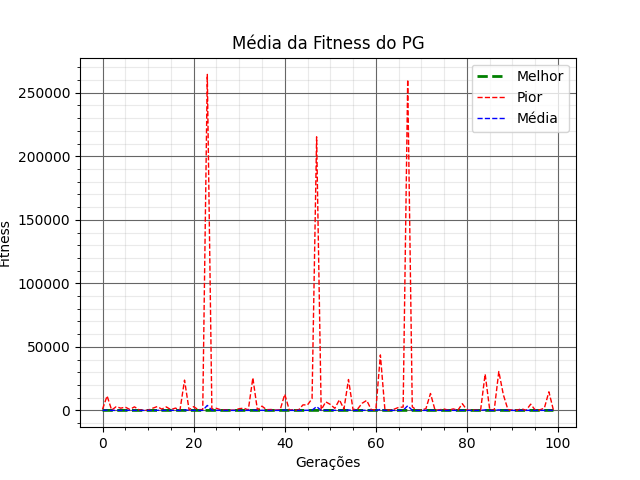 Média da Fitness do PG
Melhor
Pior
Média
250000
200000
150000
100000
50000
0
Fitness
0 20 40 60 80 100
Gerações